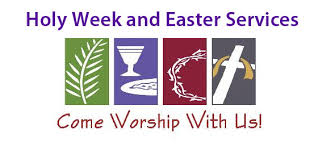 Holy Week and Easter Services
Come Worship With Us!